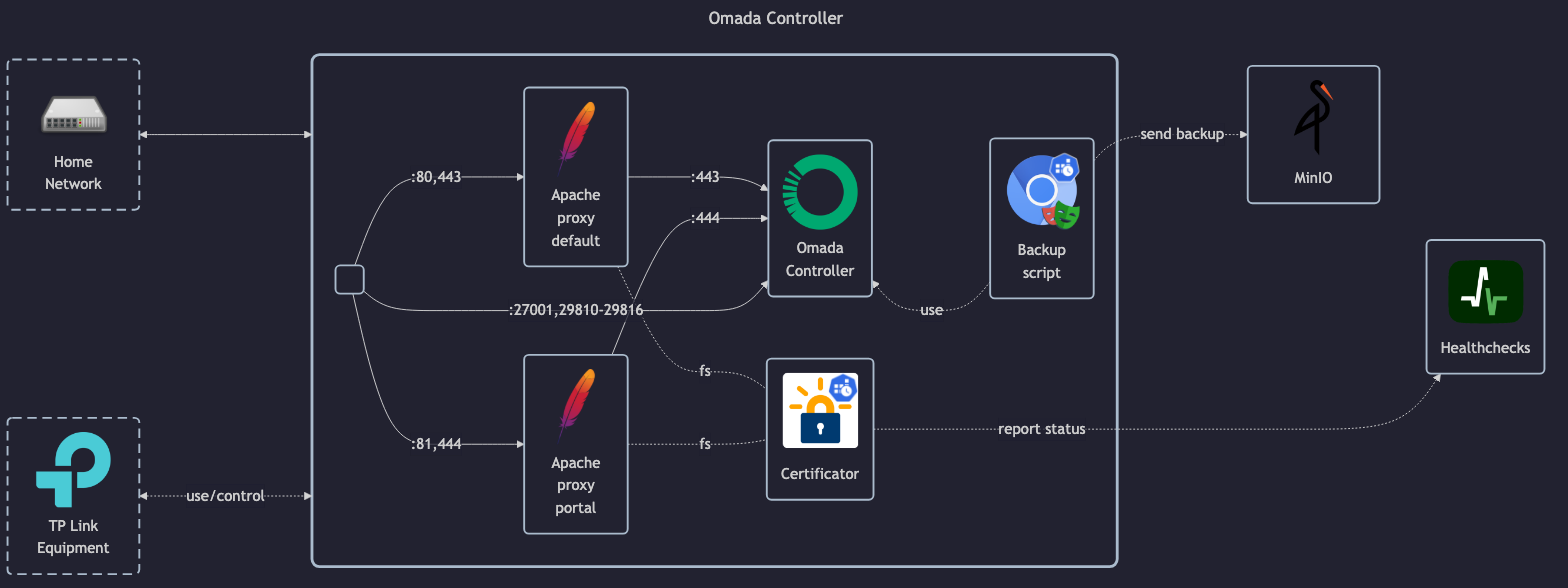 Omada Controller
Home
Network
:80,443
Apache
proxy
default
:443
:444
Omada
Controller
Backup
script
send backup
MinIO
:27001,29810-29816
use
Healthchecks
fs
:81,444
Apache
proxy
portal
fs
Certificator
report status
use/control
TP Link
Equipment